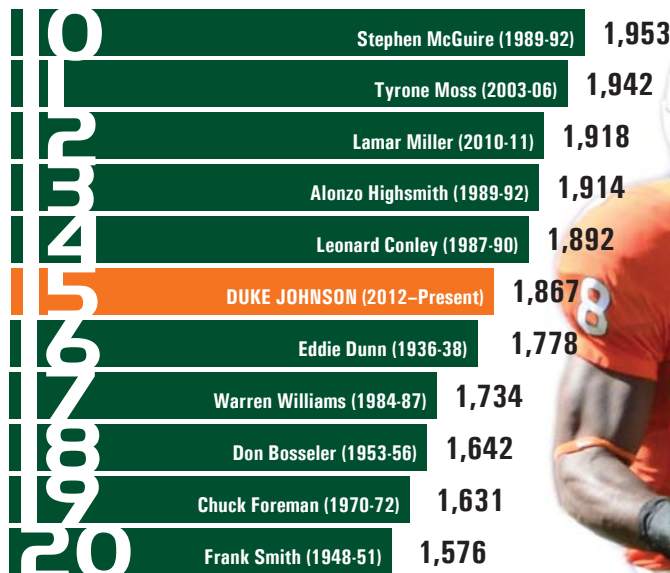 10 Stephen McGuire (1989-92) 1,953
11 Tyrone Moss (2003-06) 1,942
12 Lamar Miller (2010-11) 1,918
13 Alonzo Highsmith (1989-92) 1,914
14 Leonard Conley (1987-90) 1,892
15 DUKE JOHNSON (2012–Present) 1,867
16 Eddie Dunn (1936-38) 1,778
17 Warren Williams (1984-87) 1,734
18 Don Bosseler (1953-56) 1,642
19 Chuck Foreman (1970-72) 1,631
20 Frank Smith (1948-51) 1,576
8